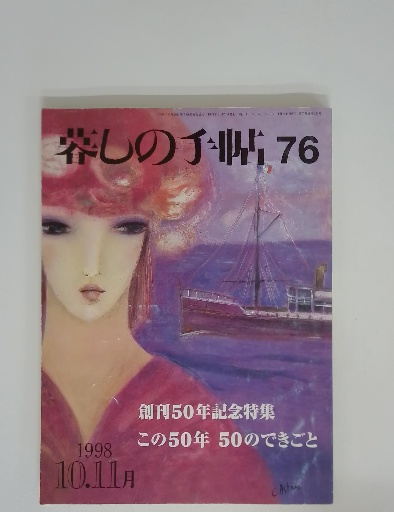 暮しの手帖 76
創刊50年記念特集
この50年 50のできごと
1998
10.11月